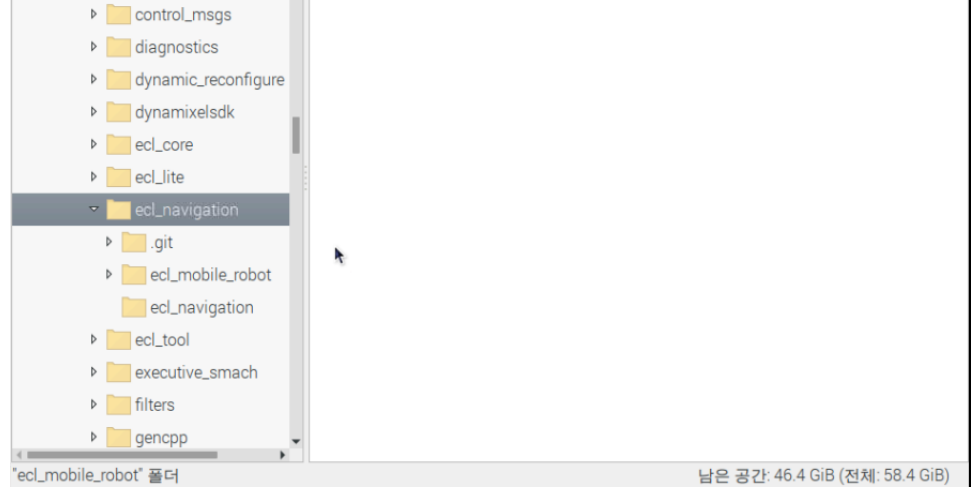 control_msgs
diagnostics
dynamic_reconfigure
dynamixelsdk
ecl_core
ecl_lite
ecl_navigation
.git
ecl_mobile_robot
ecl_navigation
ecl_tool
executive_smach
filters
gencpp
"ecl_mobile_robot" 폴더
남은 공간: 46.4 GiB (전체: 58.4 GiB)